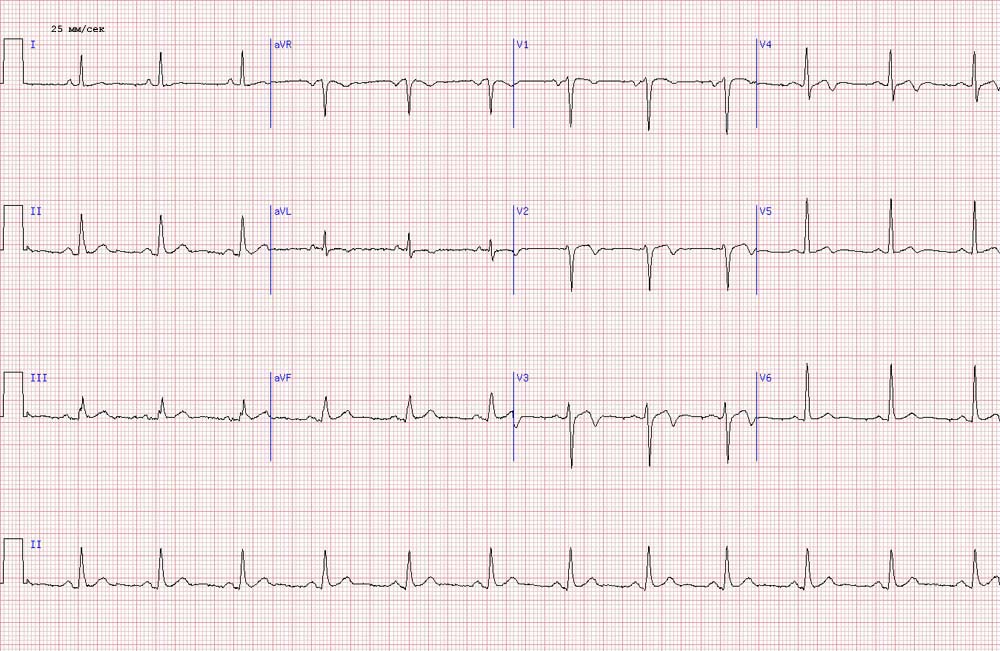 25 мм/сек
I aVR V1 V4
II aVL V2 V5
III aVF V3 V6
II